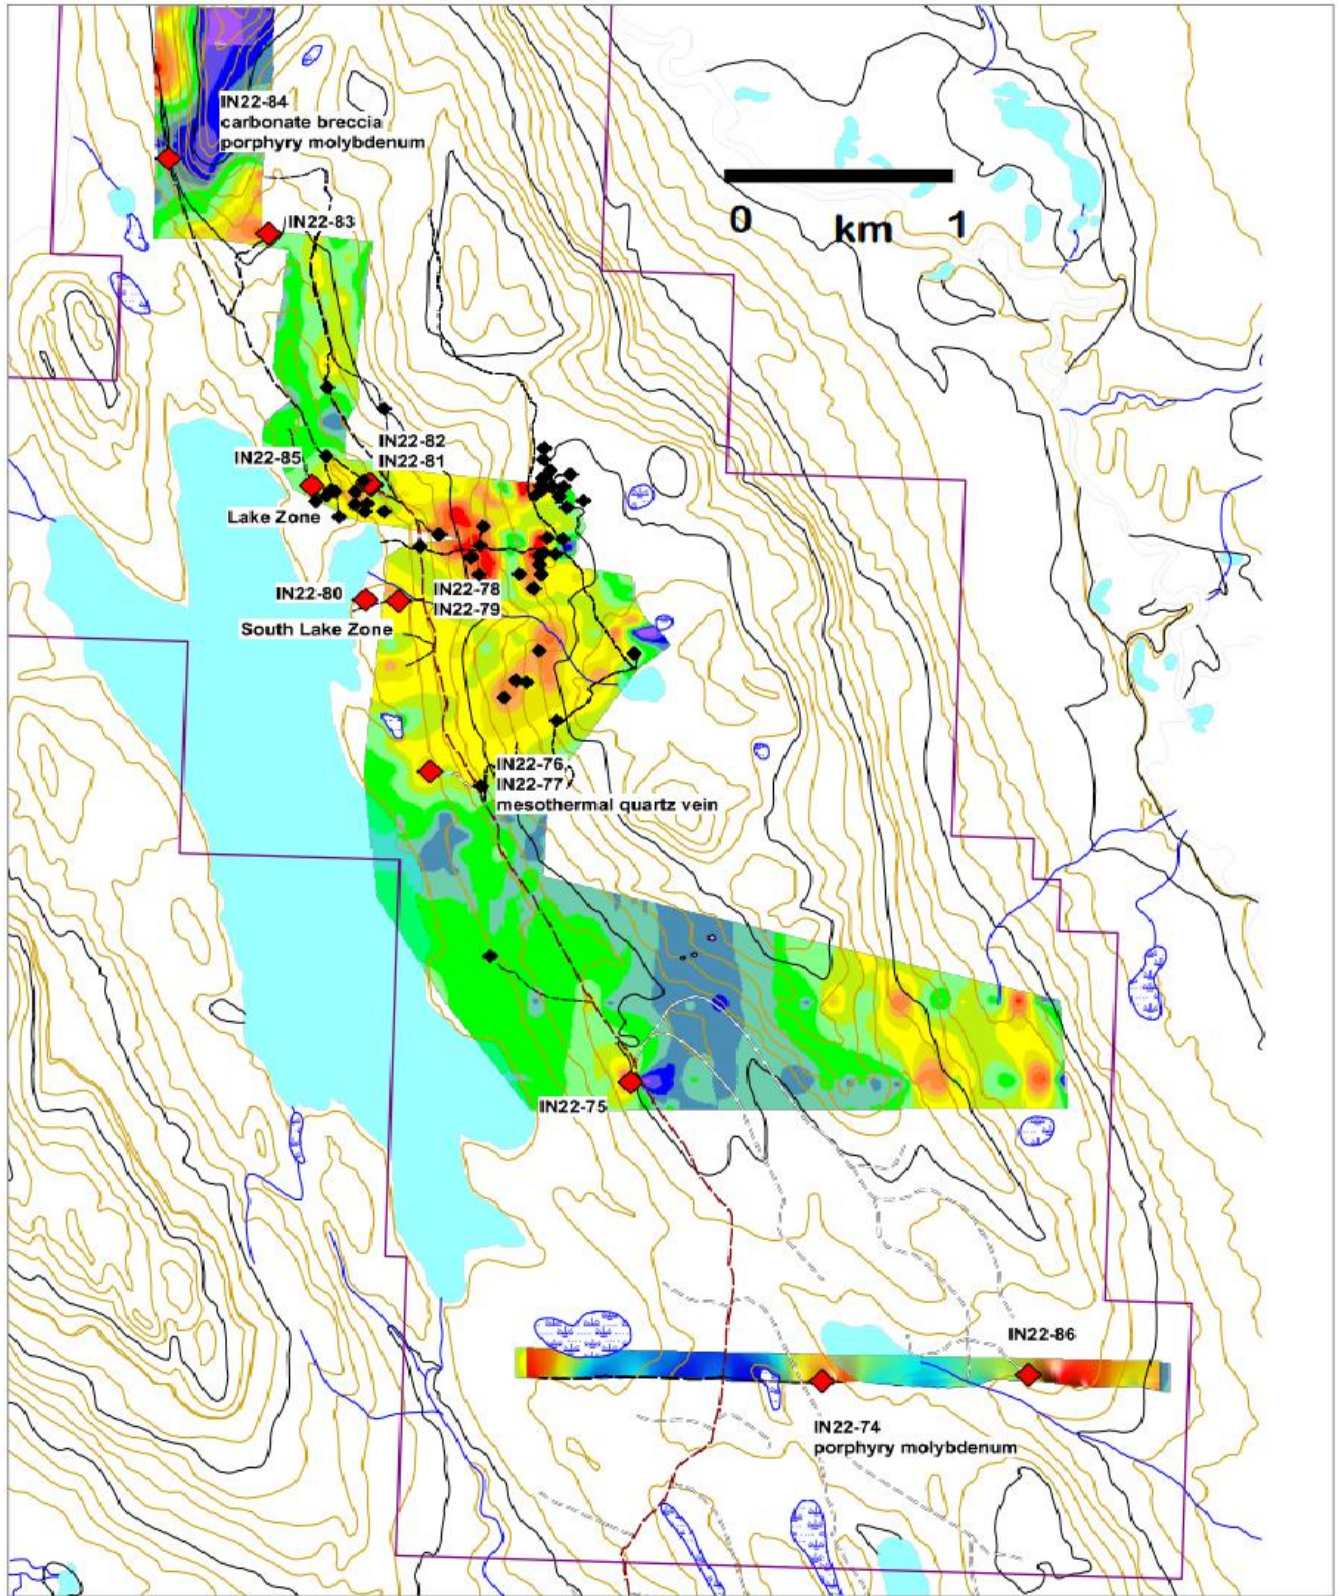 IN22-84
carbonate breccia
porphyry molybdenum
0 km 1
IN22-83
IN22-82
IN22-81
IN22-85
Lake Zone
IN22-80
IN22-78
IN22-79
South Lake Zone
IN22-76
IN22-77
mesothermal quartz vein
IN22-75
IN22-86
IN22-74
porphyry molybdenum